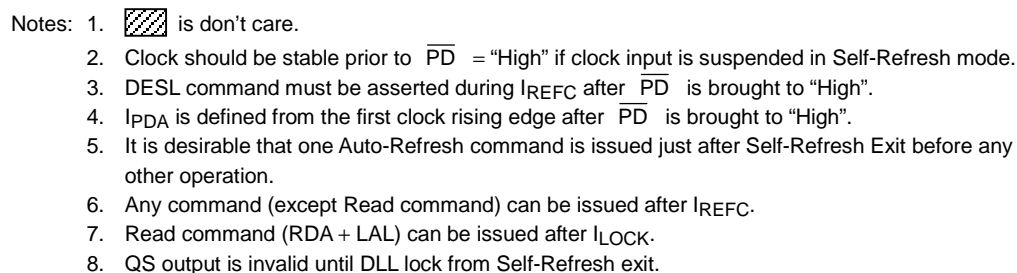 Notes: 1. is don't care.
2. Clock should be stable prior to P̅D̅ = “High” if clock input is suspended in Self-Refresh mode.
3. DESL command must be asserted during IREFC after P̅D̅ is brought to “High”.
4. IPDA is defined from the first clock rising edge after P̅D̅ is brought to “High”.
5. It is desirable that one Auto-Refresh command is issued just after Self-Refresh Exit before any
other operation.
6. Any command (except Read command) can be issued after IREFC.
7. Read command (RDA + LAL) can be issued after ILOCK.
8. QS output is invalid until DLL lock from Self-Refresh exit.